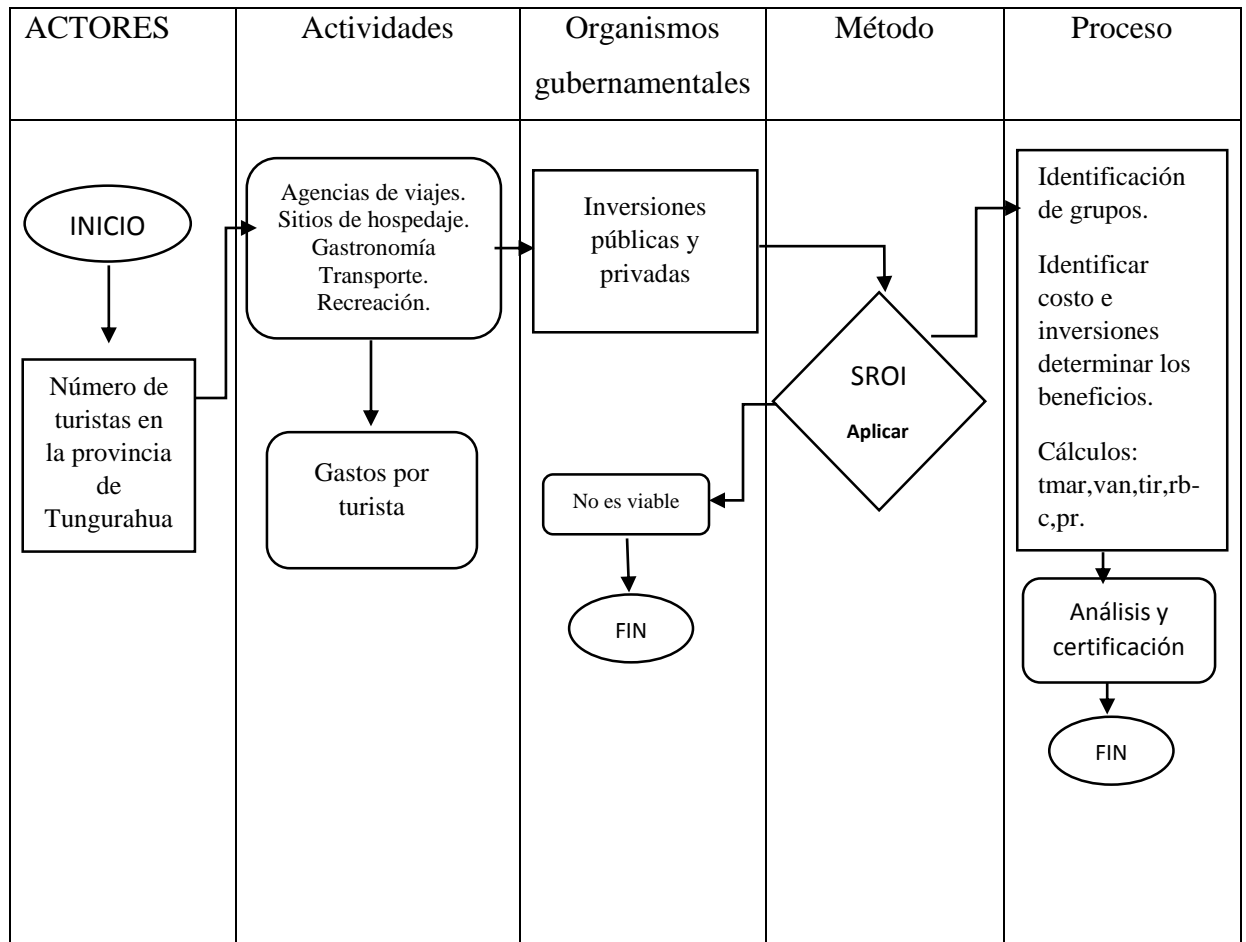 ACTORES
Actividades
Organismos
gubernamentales
Método
Proceso
INICIO
Número de
turistas en
la provincia
de
Tungurahua
Agencias de viajes.
Sitios de hospedaje.
Gastronomía
Transporte.
Recreación.
Gastos por
turista
Inversiones
públicas y
privadas
No es viable
FIN
SROI
Aplicar
Identificación
de grupos.
Identificar
costo e
inversiones
determinar los
beneficios.
Cálculos:
tmar,van,tir,rb-
c,pr.
Análisis y
certificación
FIN